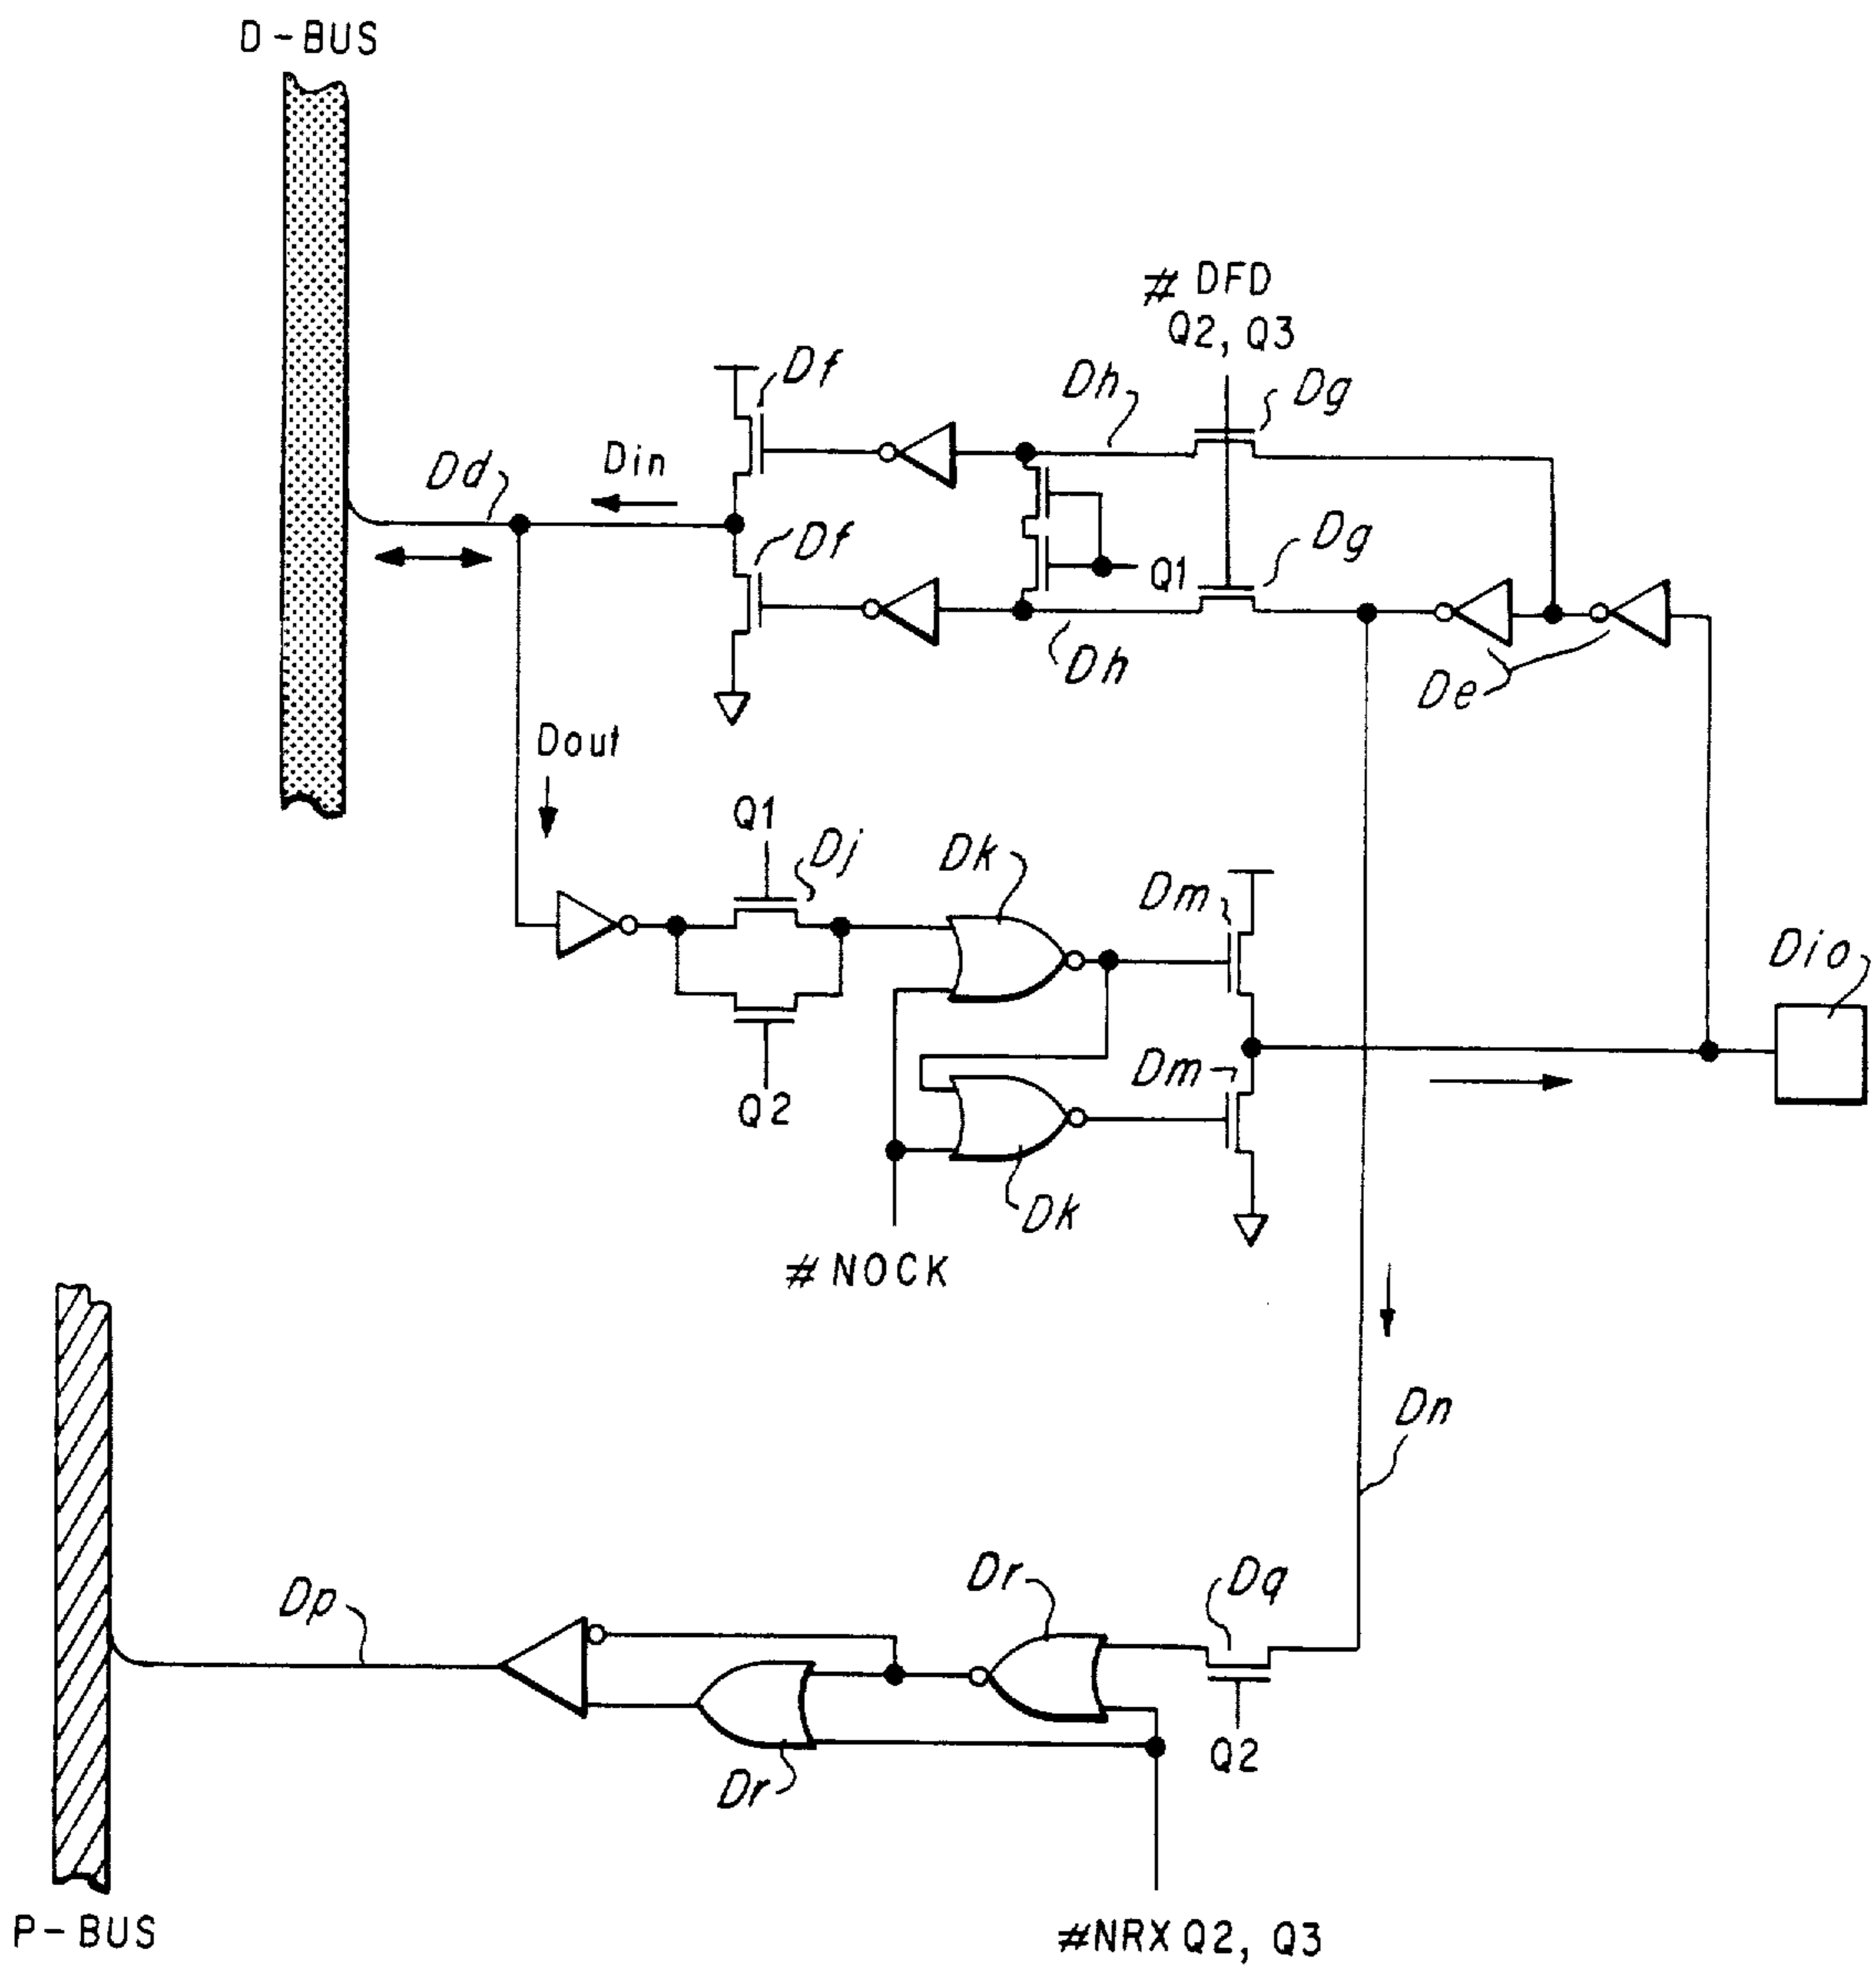 D-BUS
# DFD
Q2, Q3
Df
Dh
Dg
Dd
Din
Df
Q1
Dg
Dh
De
Dout
Q1
Dj
Dk
Dm
Dio
Dm
Q2
Dk
#NOCK
Dn
Dp
Dr
Dq
Dr
Q2
P-BUS
#NRX Q2, Q3